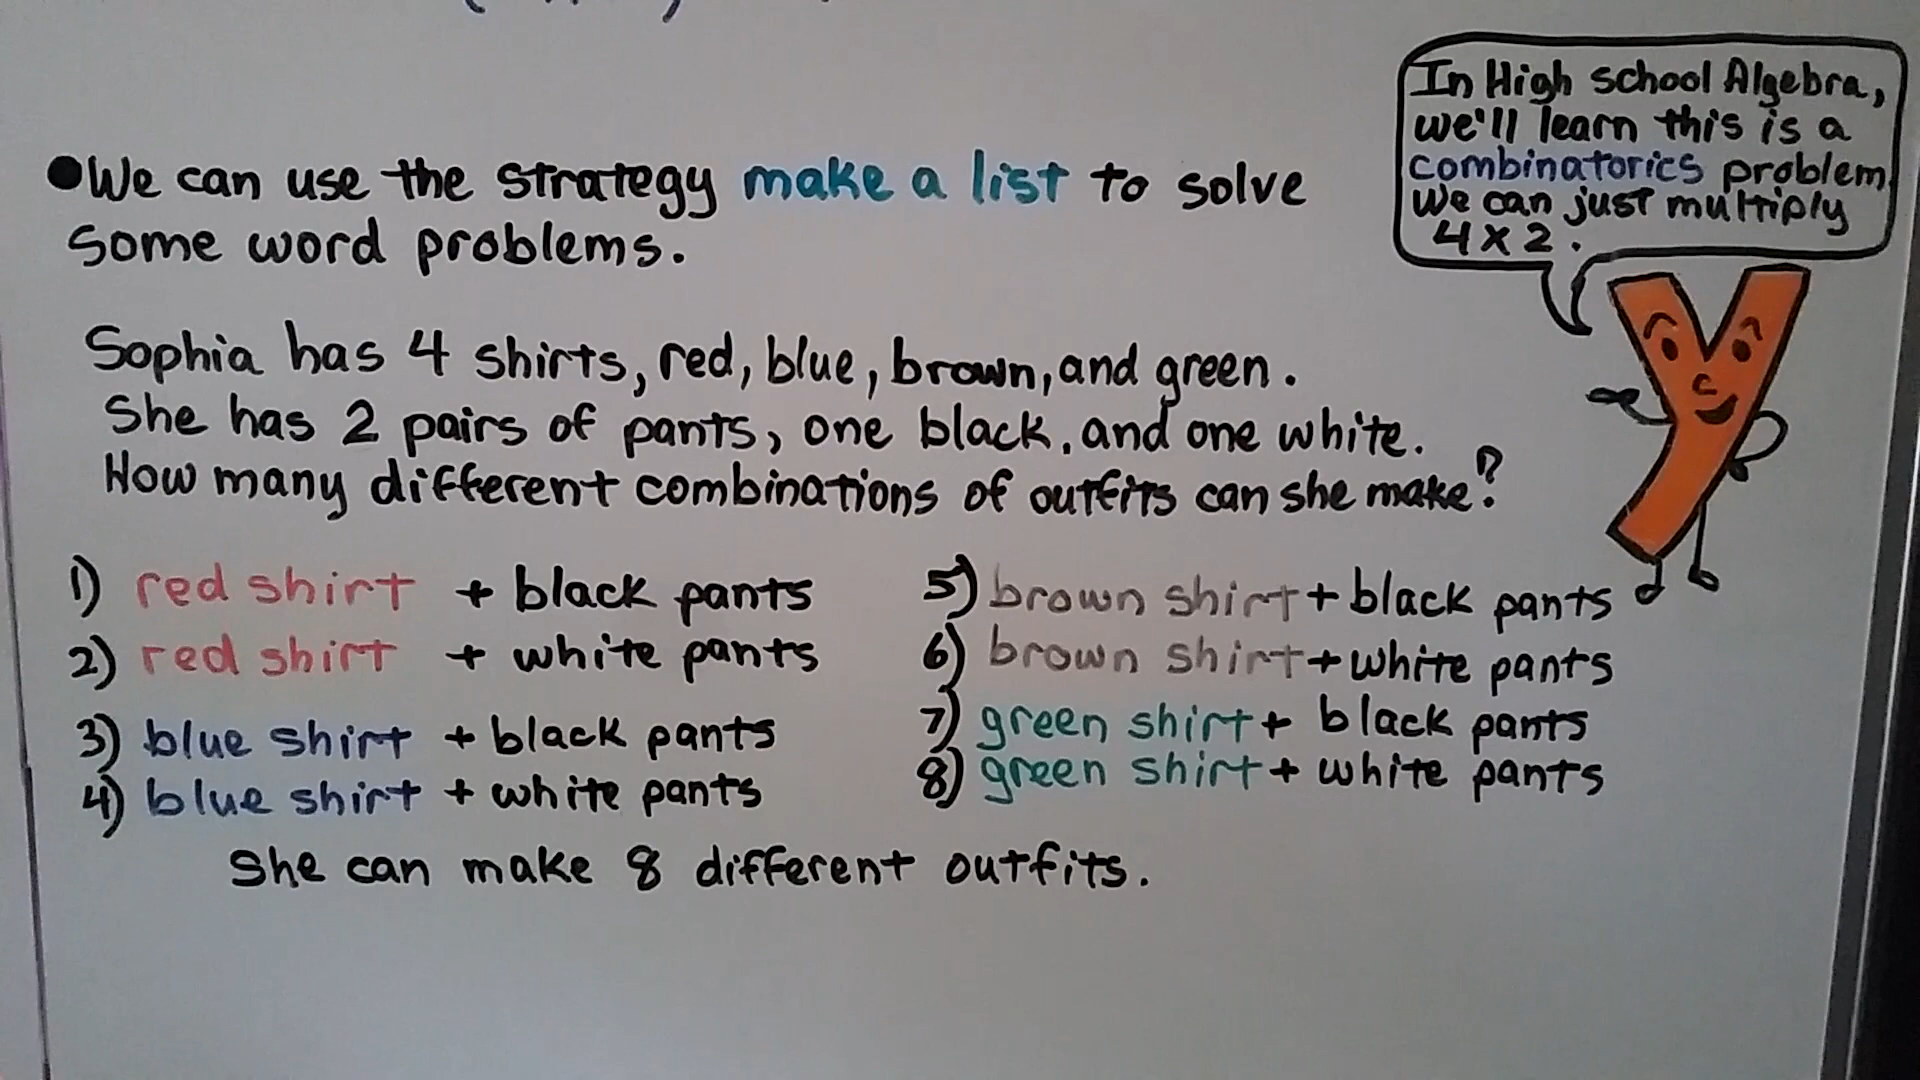 ●We can use the strategy make a list to solve
some word problems.
In High school Algebra,
we'll learn this is a
combinatorics problem.
We can just multiply
4 x 2.
Sophia has 4 shirts, red, blue, brown, and green.
She has 2 pairs of pants, one black, and one white.
How many different combinations of outfits can she make?
1) red shirt + black pants
2) red shirt + white pants
3) blue shirt + black pants
4) blue shirt + white pants
5) brown shirt + black pants
6) brown shirt + white pants
7) green shirt + black pants
8) green shirt + white pants
She can make 8 different outfits.